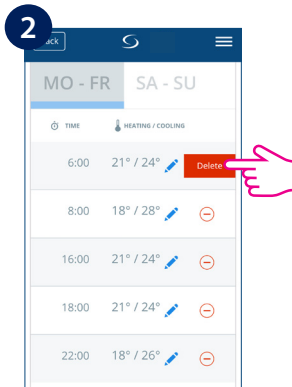 2
ack
MO - FR SA - SU
TIME HEATING / COOLING
6:00 21° / 24° Delete
8:00 18° / 28°
16:00 21° / 24°
18:00 21° / 24°
22:00 18° / 26°